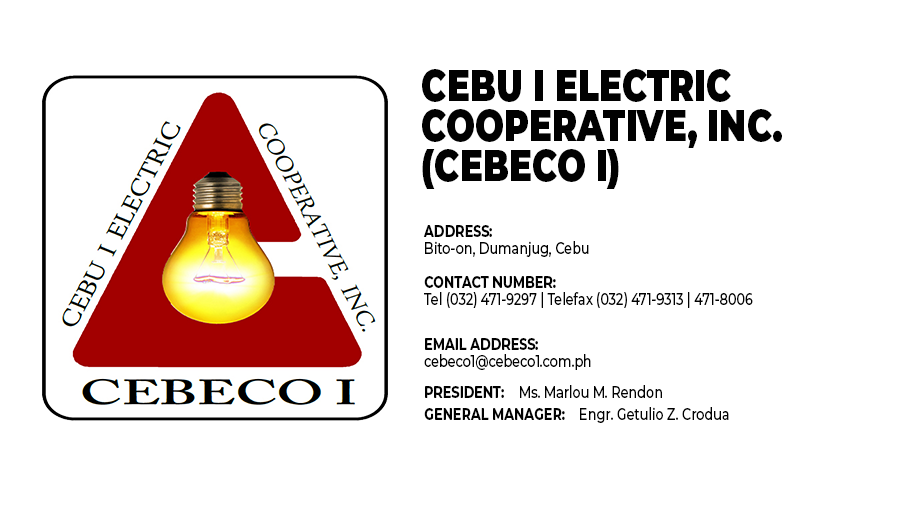 CEBU I ELECTRIC
COOPERATIVE, INC.
CEBECO I
CEBU I ELECTRIC
COOPERATIVE, INC.
(CEBECO I)
ADDRESS:
Bito-on, Dumanjug, Cebu
CONTACT NUMBER:
Tel (032) 471-9297 | Telefax (032) 471-9313 | 471-8006
EMAIL ADDRESS:
cebeco1@cebeco1.com.ph
PRESIDENT: Ms. Marlou M. Rendon
GENERAL MANAGER: Engr. Getulio Z. Crodua